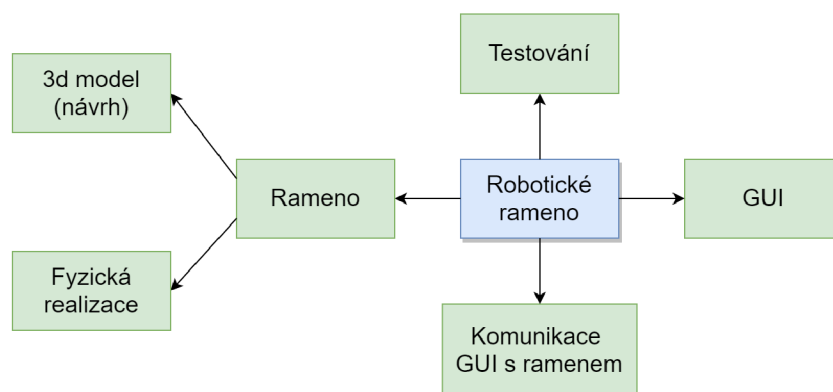 Testování
3d model
(návrh)
Rameno
Robotické
rameno
GUI
Fyzická
realizace
Komunikace
GUI s ramenem